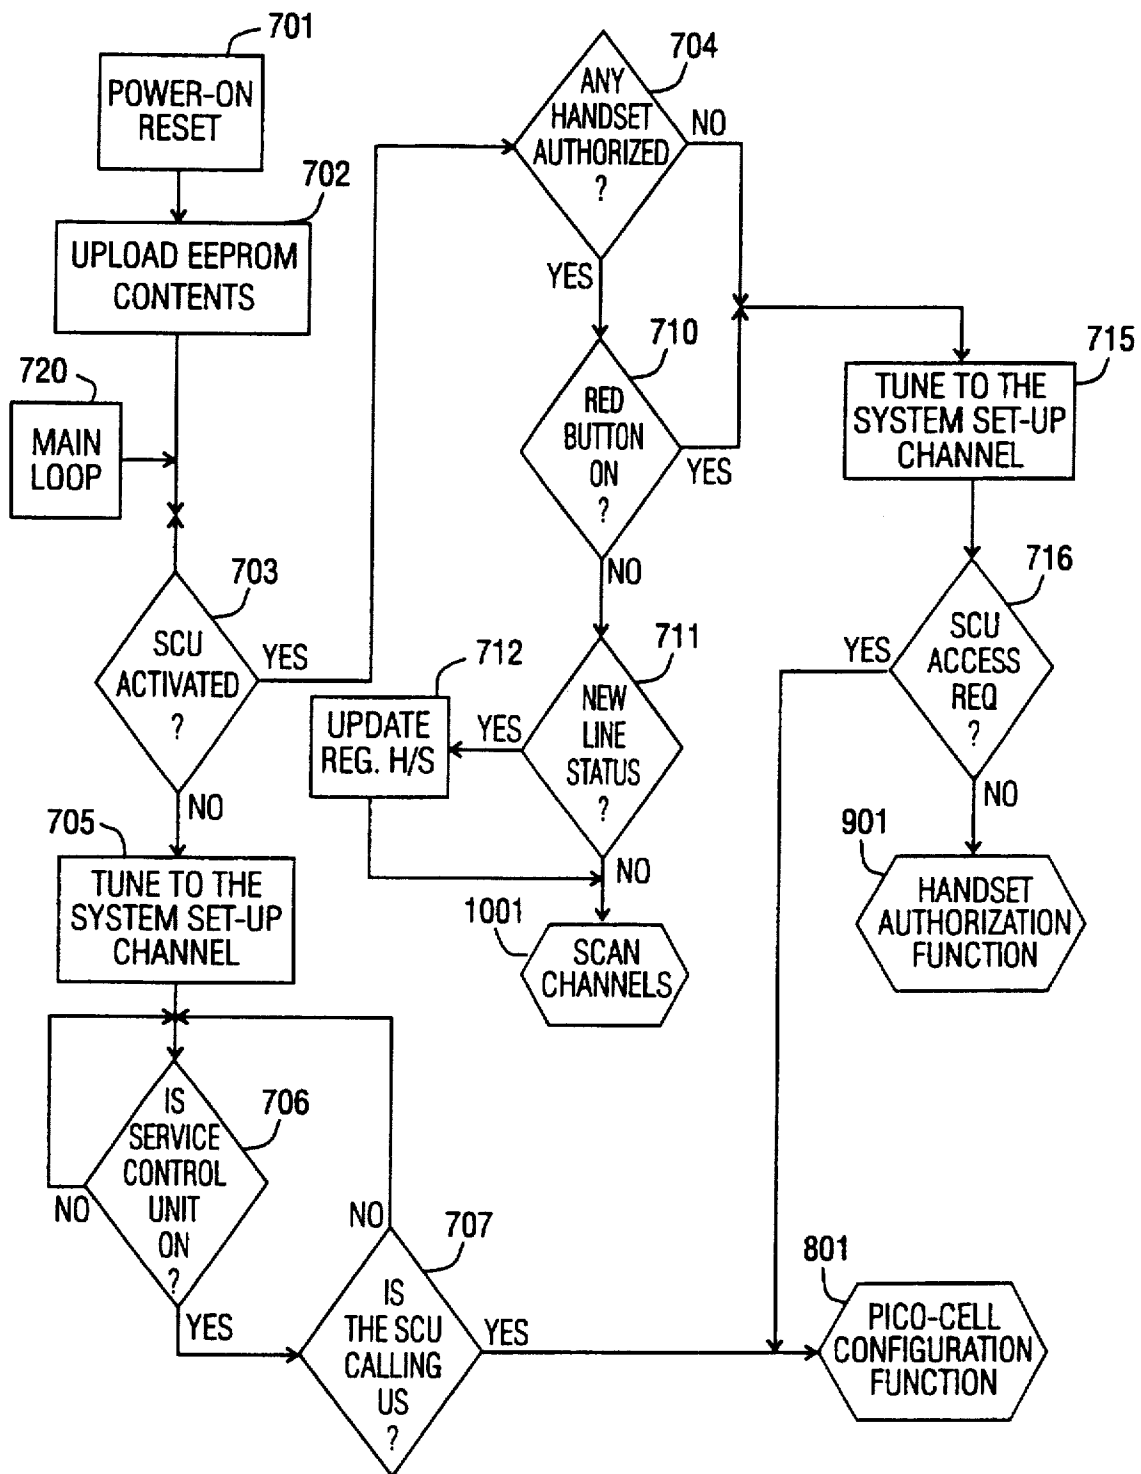 701
POWER-ON
RESET
702
UPLOAD EEPROM
CONTENTS
720
MAIN
LOOP
703
SCU
ACTIVATED
?
YES
NO
705
TUNE TO THE
SYSTEM SET-UP
CHANNEL
706
IS
SERVICE
CONTROL
UNIT
ON
?
NO
YES
707
IS
THE SCU
CALLING
US
?
NO
YES
704
ANY
HANDSET
AUTHORIZED
?
NO
YES
710
RED
BUTTON
ON
?
YES
NO
711
NEW
LINE
STATUS
?
YES
NO
712
UPDATE
REG. H/S
1001
SCAN
CHANNELS
715
TUNE TO THE
SYSTEM SET-UP
CHANNEL
716
SCU
ACCESS
REQ
?
YES
NO
901
HANDSET
AUTHORIZATION
FUNCTION
801
PICO-CELL
CONFIGURATION
FUNCTION